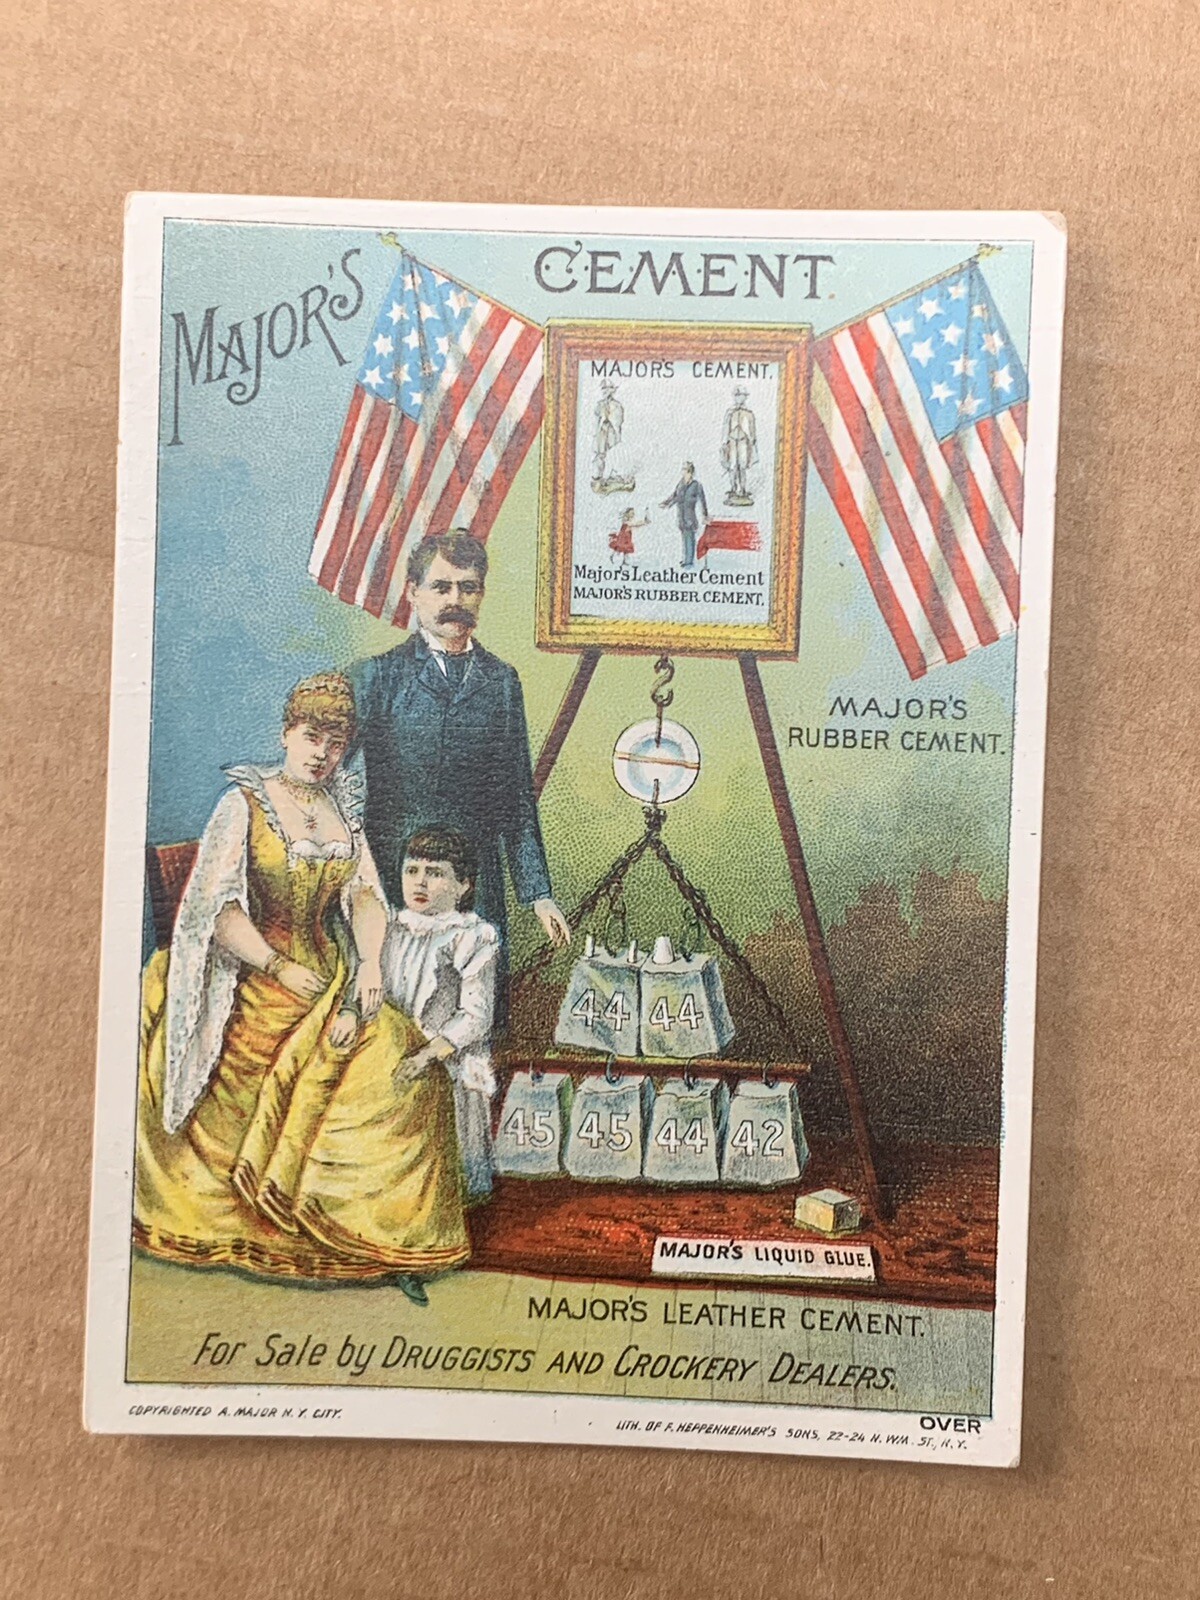 MAJOR'S CEMENT.
MAJOR'S CEMENT.
Major's Leather Cement
MAJOR'S RUBBER CEMENT.
MAJOR'S
RUBBER CEMENT.
44 44
45 45 44 42
MAJOR'S LIQUID GLUE.
MAJOR'S LEATHER CEMENT.
For Sale by DRUGGISTS AND CROCKERY DEALERS.
COPYRIGHTED A. MAJOR N. Y. CITY.
OVER
LITH. OF F. HEPPENHEIMER'S SONS, 22-24 N. WM. ST., N. Y.